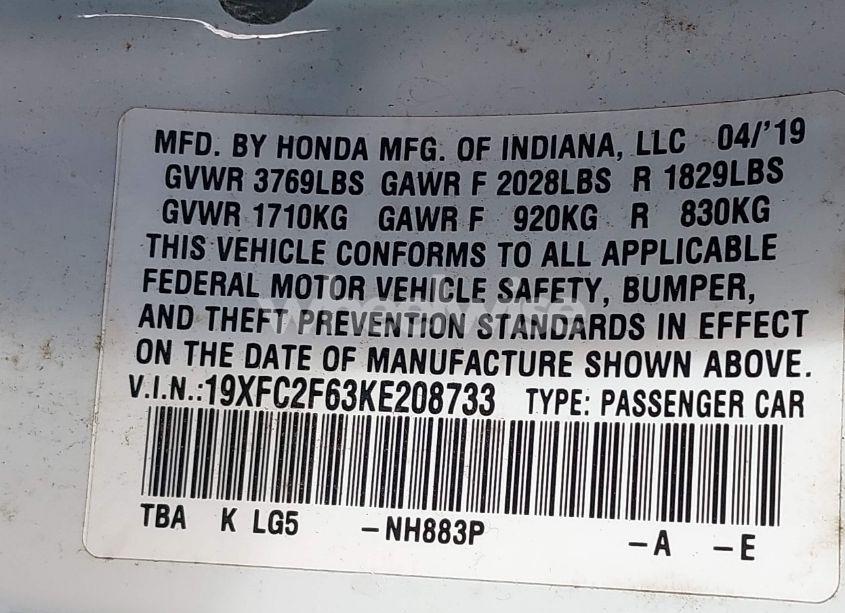 MFD. BY HONDA MFG. OF INDIANA, LLC 04/'19
GVWR 3769LBS GAWR F 2028LBS R 1829LBS
GVWR 1710KG GAWR F 920KG R 830KG
THIS VEHICLE CONFORMS TO ALL APPLICABLE
FEDERAL MOTOR VEHICLE SAFETY, BUMPER,
wheelwise
AND THEFT PREVENTION STANDARDS IN EFFECT
ON THE DATE OF MANUFACTURE SHOWN ABOVE.
V.I.N.:19XFC2F63KE208733 TYPE: PASSENGER CAR
TBA K LG5 -NH883P -A -E